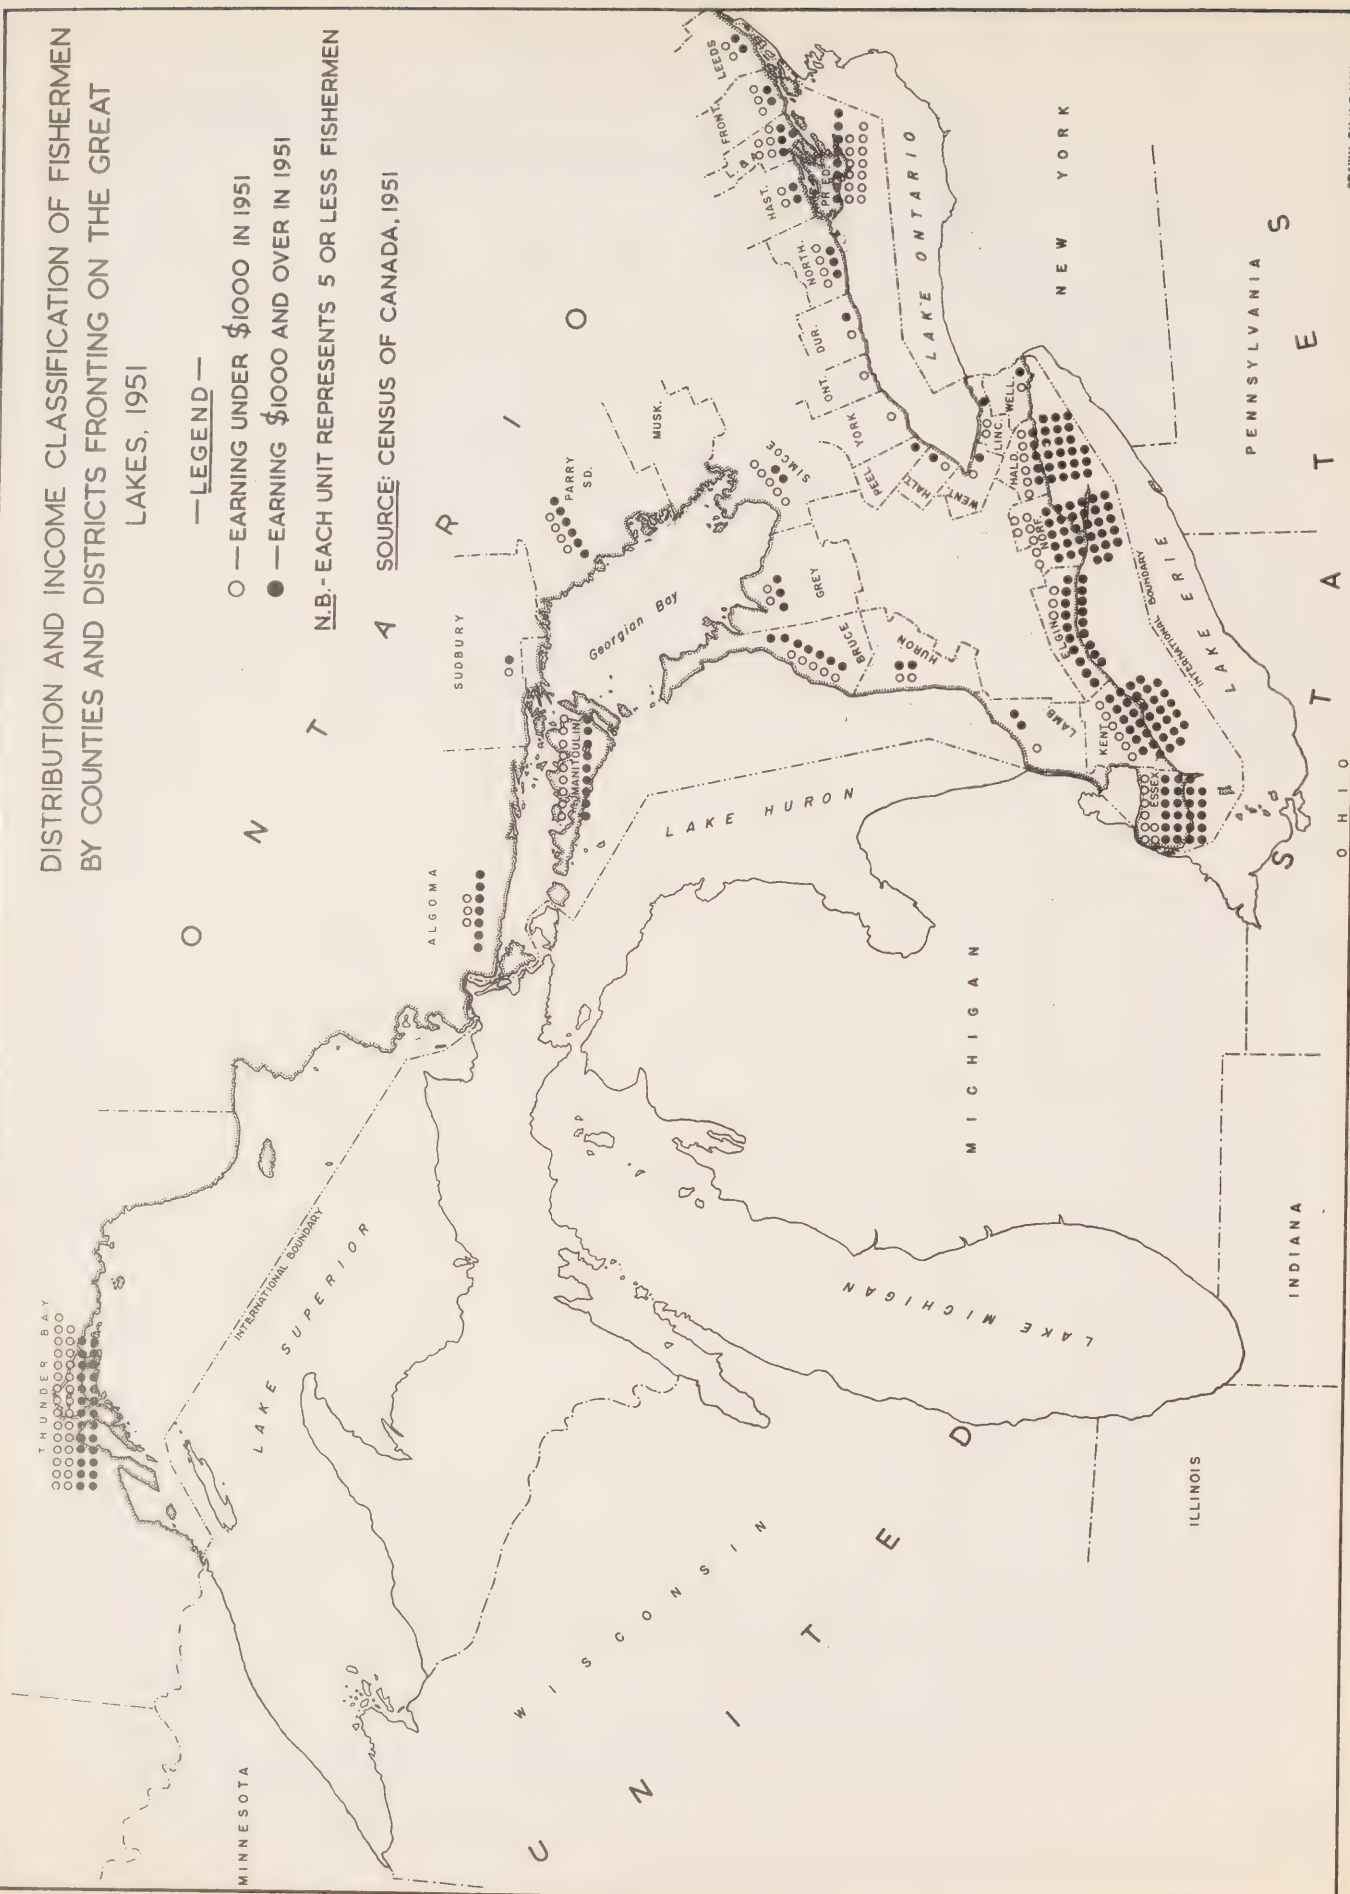 DISTRIBUTION AND INCOME CLASSIFICATION OF FISHERMEN
BY COUNTIES AND DISTRICTS FRONTING ON THE GREAT
LAKES, 1951
—LEGEND—
○ —EARNING UNDER $1000 IN 1951
● —EARNING $1000 AND OVER IN 1951
N.B.- EACH UNIT REPRESENTS 5 OR LESS FISHERMEN
SOURCE: CENSUS OF CANADA, 1951
ONTARIO
THUNDER BAY
ALGOMA
SUDBURY
MANITOULIN
PARRY
SD.
MUSK.
SIMCOE
GREY
BRUCE
HURON
LAMB.
KENT
ESSEX
ELGIN
NORF.
HALD.
WELL.
LINC.
WENT.
HALT.
PEEL
YORK
ONT.
DUR.
NORTH.
HAST.
PR. ED.
FRONT.
LEEDS
Georgian Bay
INTERNATIONAL BOUNDARY
LAKE SUPERIOR
LAKE MICHIGAN
LAKE HURON
LAKE ERIE
INTERNATIONAL BOUNDARY
LAKE ONTARIO
MINNESOTA
WISCONSIN
MICHIGAN
ILLINOIS
INDIANA
OHIO
PENNSYLVANIA
NEW YORK
UNITED STATES